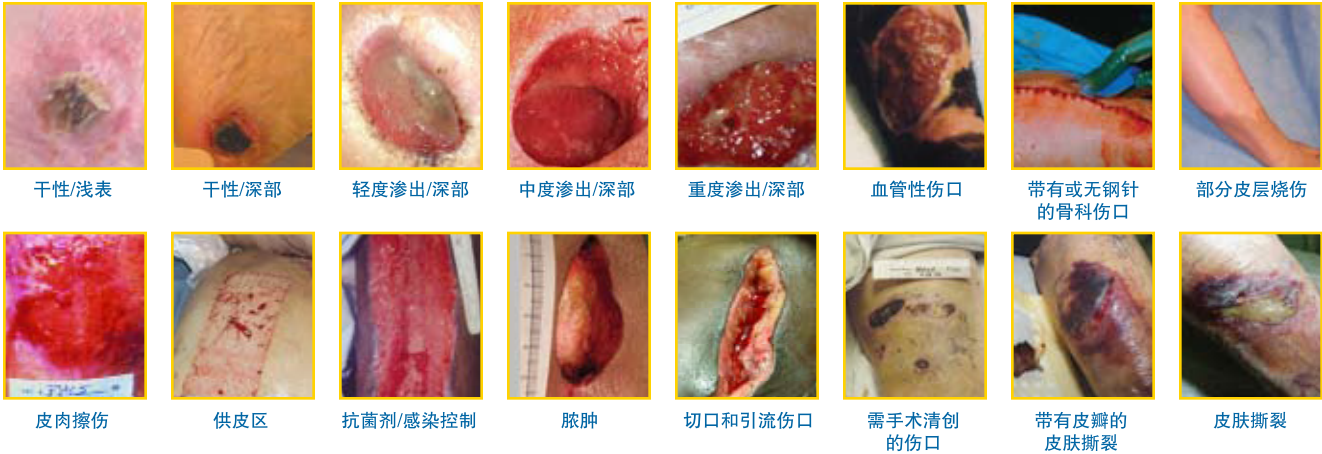 干性/浅表
干性/深部
轻度渗出/深部
中度渗出/深部
重度渗出/深部
血管性伤口
带有或无钢针
的骨科伤口
部分皮层烧伤
皮肉擦伤
供皮区
抗菌剂/感染控制
脓肿
切口和引流伤口
需手术清创
的伤口
带有皮瓣的
皮肤撕裂
皮肤撕裂